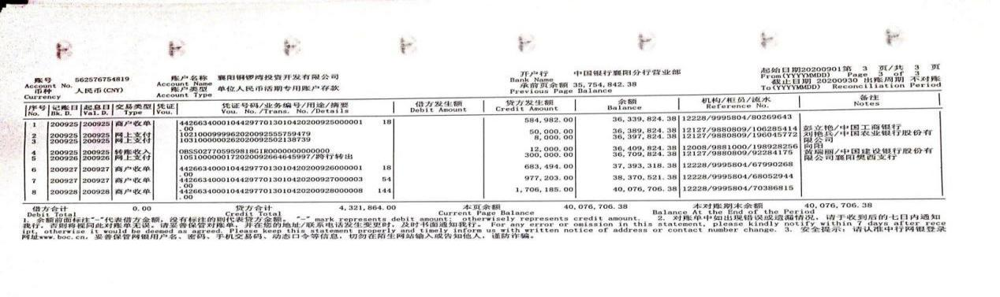 账号 562576754819 账户名称 襄阳铜锣湾投资开发有限公司 开户行 中国银行襄阳分行营业部 起始日期20200901第 3 页/共 3 页
Account No. Account Name Bank Name From(YYYYMMDD) Page 3 of 3
币种 人民币(CNY) 账户类型 单位人民币活期专用账户存款 承前页余额 35,754,842.38 截止日期 20200930 出账周期 不对账
Currency Account Type Previous Page Balance To(YYYYMMDD) Reconciliation Period
序号 记账日 起息日 交易类型 凭证 凭证号码/业务编号/用途/摘要 借方发生额 贷方发生额 余额 机构/柜员/流水 备注
No. Bk. D. Val. D. Type Vou. Vou. No./Trans. No./Details Debit Amount Credit Amount Balance Reference No. Notes
1 200925 200925 商户收单 44266340001044297701301042020092500 0001 18 584,982.00 36,339,824.38 12228/9995804/80269643
.00
2 200925 200925 网上支付 50,000.00 36,389,824.38 12127/9880809/106285414 彭立艳/中国工商银行
3 200925 200925 网上支付 8,000.00 36,397,824.38 12127/9880809/196045772 刘艳兵/中国农业银行股份有
限公司
4 200925 200925 转账收入 12,000.00 36,409,824.38 12008/9881000/198928256 向阳
5 200926 200926 网上支付 1051000000172020092664645997/跨行转出 300,000.00 36,709,824.38 12127/9880809/92284175 黄瑞丽/中国建设银行股份有
限公司襄阳樊西支行
6 200927 200927 商户收单 18 683,494.00 37,393,318.38 12228/9995804/67990268
.00
7 200927 200927 商户收单 54 977,203.00 38,370,521.38 12228/9995804/68052944
.00
8 200928 200928 商户收单 144 1,706,185.00 40,076,706.38 12228/9995804/70386815
.00
借方合计 0.00 贷方合计 4,321,864.00 本页余额 40,076,706.38 本对账期末余额 40,076,706.38
Debit Total Credit Total Current Page Balance Balance At the End of the Period
1. 余额前面标注"-"代表借方金额，没有标注的则代表贷方金额。"-" mark represents debit amount; otherwise represents credit amount. 2. 对账单中如出现错误或遗漏情况，请于收到后的七日内通知
我行。否则将视同此对账单无误。请妥善保管对账单，并在您的地址/联系电话发生变更时，及时书面通知我行。 For any error or omission in this statement, please kindly notify within 7 days after rece
ipt, otherwise it would be deemed as agreed. Please keep this statement properly and timely inform us with written notice of address or contact number change. 3. 安全提示：请认准中行网银登录
网址www.boc.cn，妥善保管网银用户名、密码、手机交易码、动态口令等信息，切勿在陌生网站输入或告知他人，谨防诈骗。